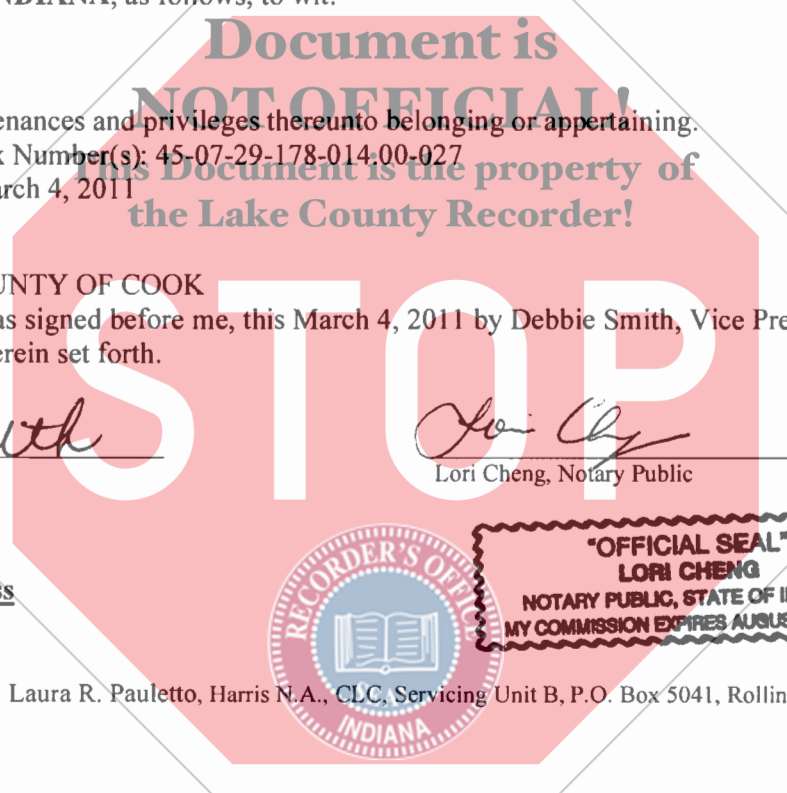 INDIANA, as follows, to wit:
Document is
NOT OFFICIAL!
enances and privileges thereunto belonging or appertaining.
x Number(s): 45-07-29-178-014.00-027
This Document is the property of
arch 4, 2011
the Lake County Recorder!
UNTY OF COOK
as signed before me, this March 4, 2011 by Debbie Smith, Vice Pre
erein set forth.
STOP
Lori Cheng
Lori Cheng, Notary Public
"OFFICIAL SEAL"
LORI CHENG
NOTARY PUBLIC, STATE OF I
MY COMMISSION EXPIRES AUGUS
RECORDER'S OFFICE
ss
Laura R. Pauletto, Harris N.A., CLC, Servicing Unit B, P.O. Box 5041, Rollin
INDIANA